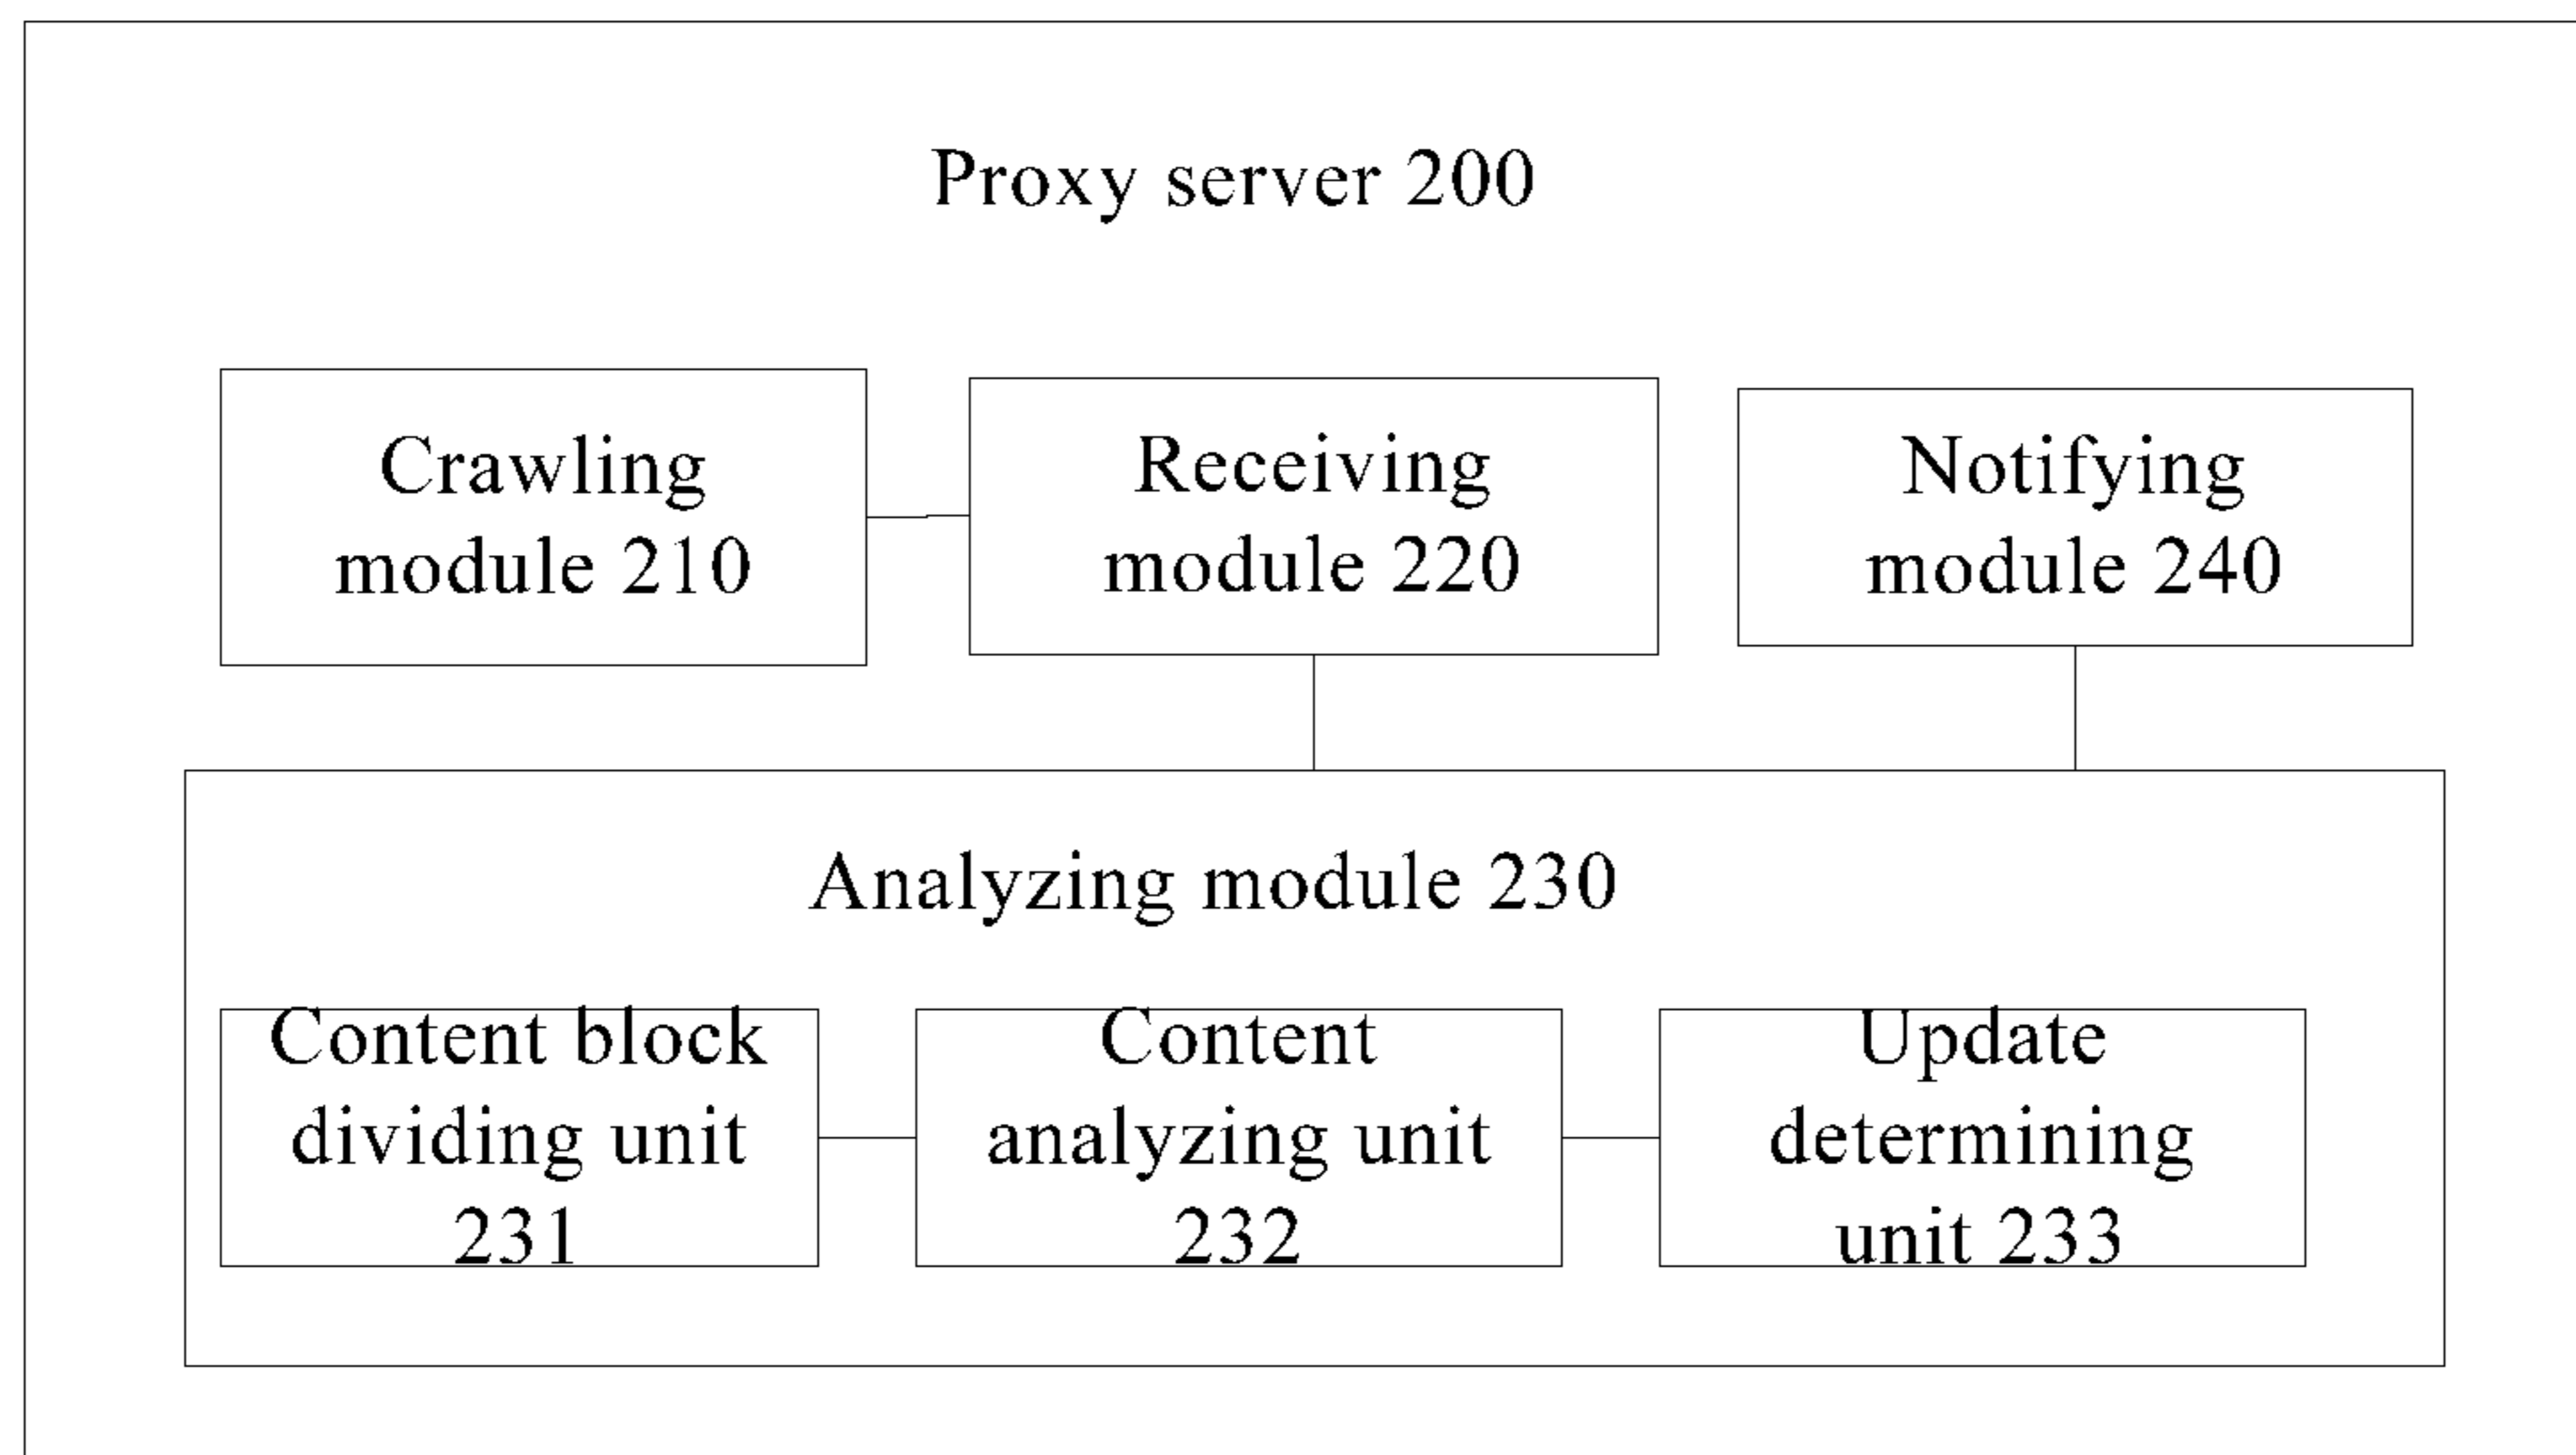 Proxy server 200
Crawling
module 210
Receiving
module 220
Notifying
module 240
Analyzing module 230
Content block
dividing unit
231
Content
analyzing unit
232
Update
determining
unit 233